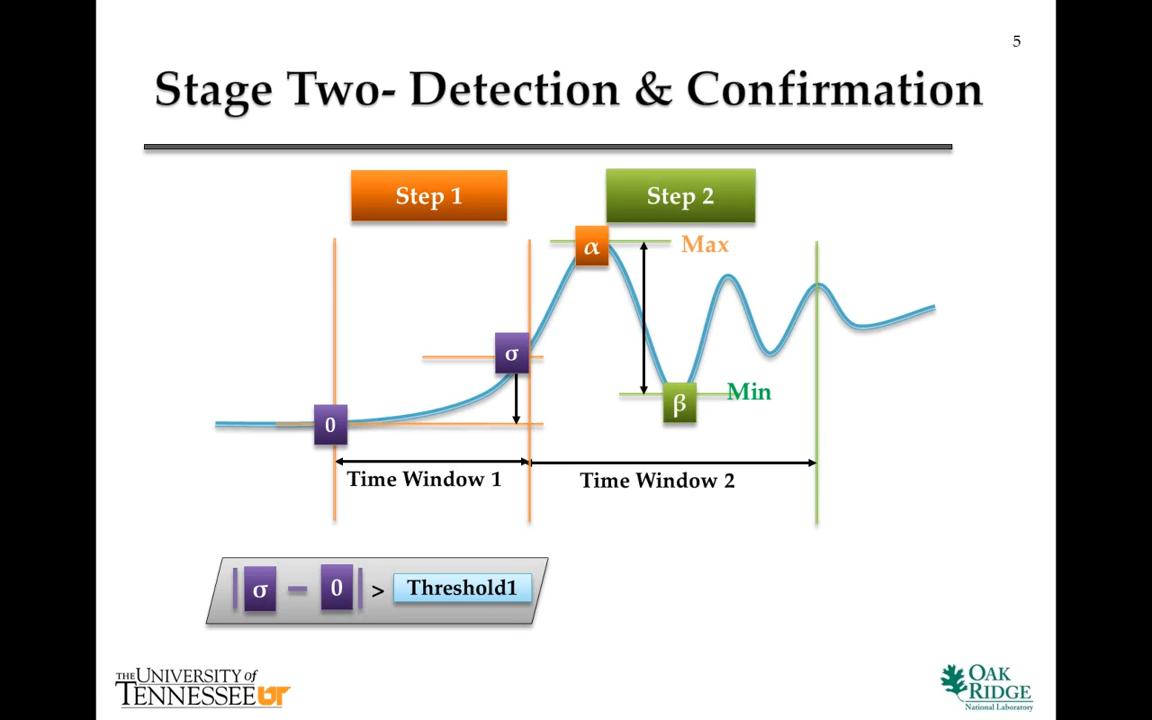 5
Stage Two- Detection & Confirmation
Step 1
Step 2
α
Max
σ
β
Min
0
Time Window 1
Time Window 2
|σ − 0| > Threshold1
THE UNIVERSITY of
TENNESSEE UT
OAK
RIDGE
National Laboratory